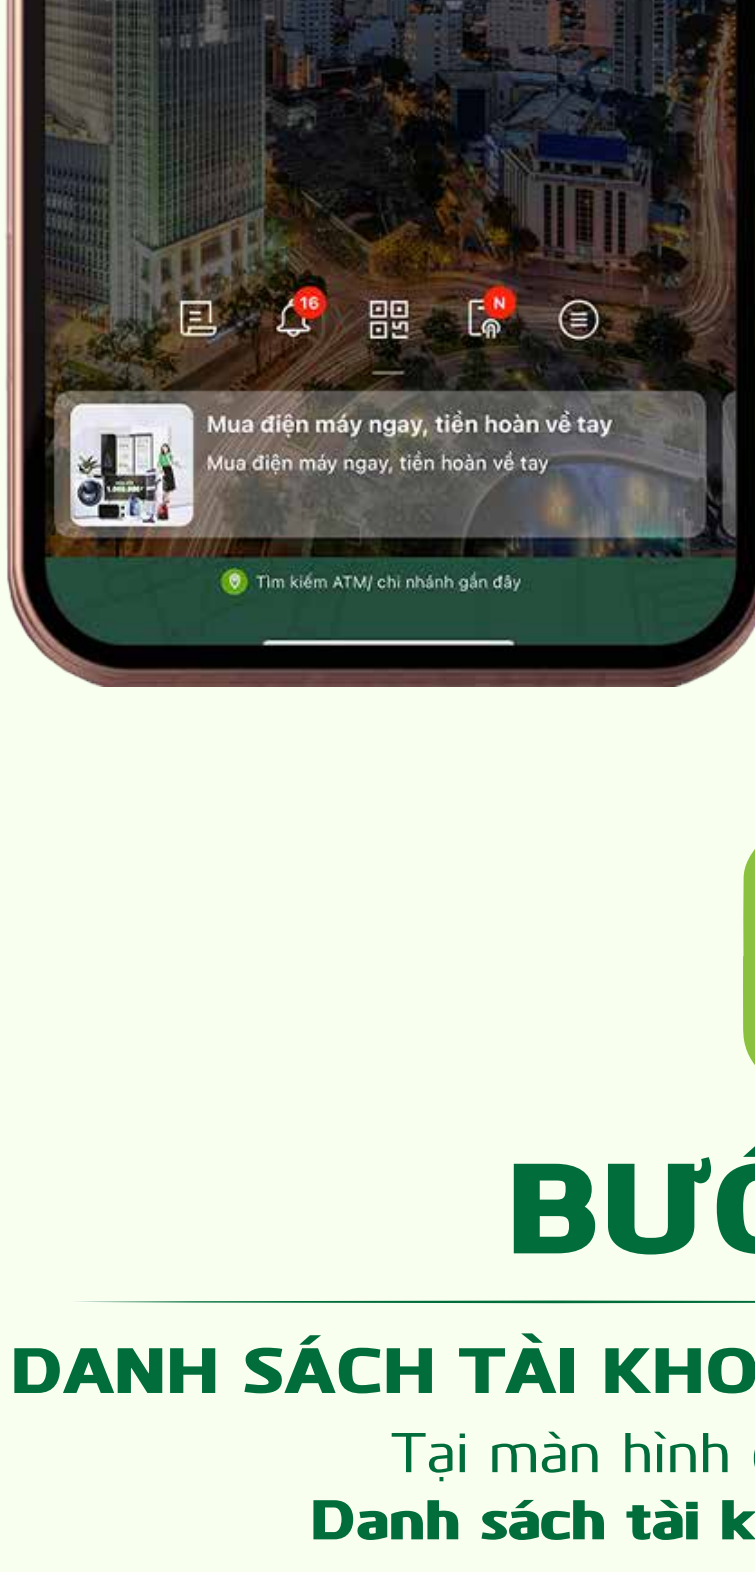 16
N
Mua điện máy ngay, tiền hoàn về tay
Mua điện máy ngay, tiền hoàn về tay
Tìm kiếm ATM/ chi nhánh gần đây
BƯỚ
DANH SÁCH TÀI KHO
Tại màn hình
Danh sách tài k